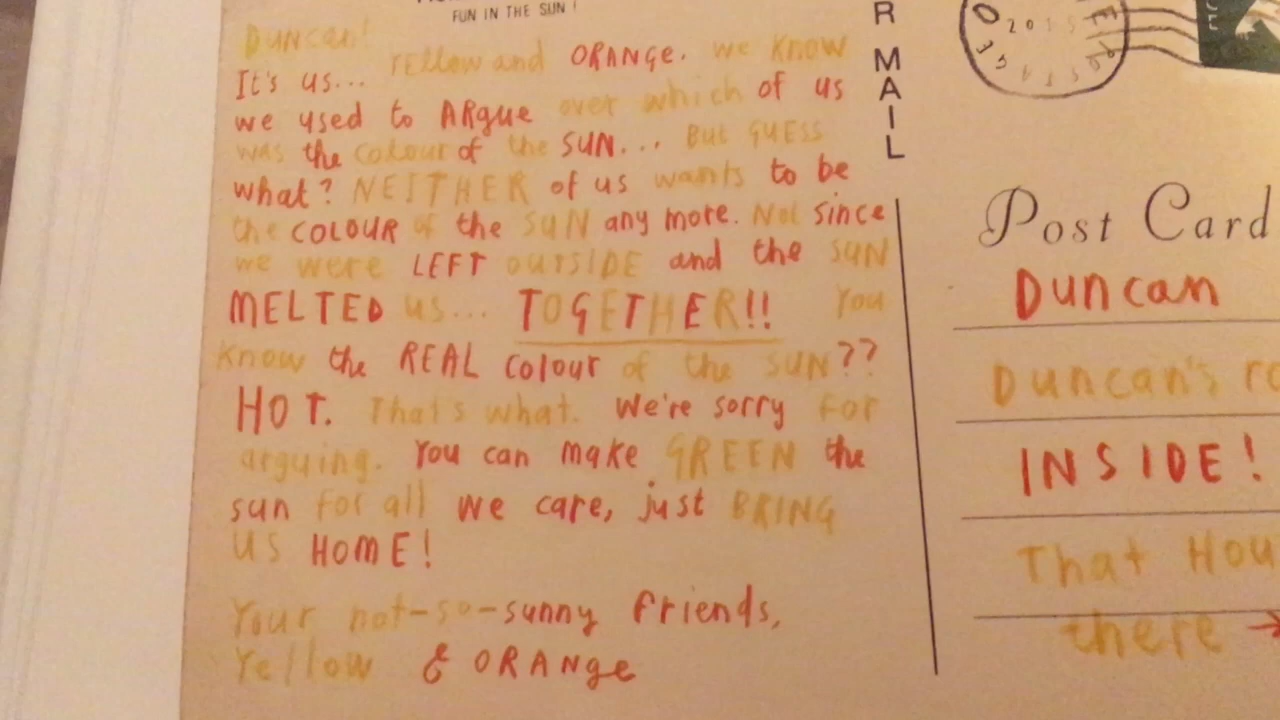 FUN IN THE SUN!
Duncan!
It's us... Yellow and ORANGE. we know
we used to ARgue over which of us
was the colour of the SUN... But GUESS
what? NEITHER of us wants to be
the COLOUR of the SUN any more. Not since
we were LEFT OUTSIDE and the SUN
MELTED us... TOGETHER!! You
know the REAL colour of the SUN??
HOT. That's what. We're sorry For
arguing. You can make GREEN the
sun for all we care, just BRING
US HOME!
Your not-so-sunny friends,
Yellow & ORANge
R MAIL
2015
Post Card
Duncan
Duncan's
INSIDE!
That
there →